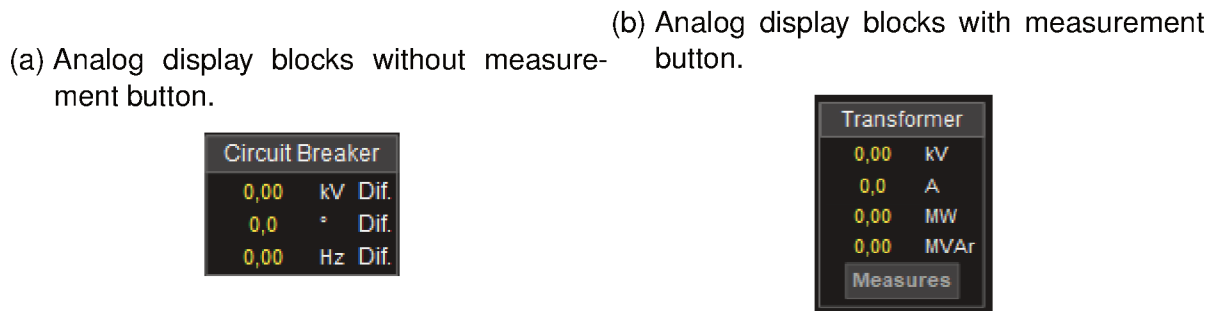 (a) Analog display blocks without measure-
ment button.
Circuit Breaker
0,00 kV Dif.
0,0 ° Dif.
0,00 Hz Dif.
(b) Analog display blocks with measurement
button.
Transformer
0,00 kV
0,0 A
0,00 MW
0,00 MVAr
Measures